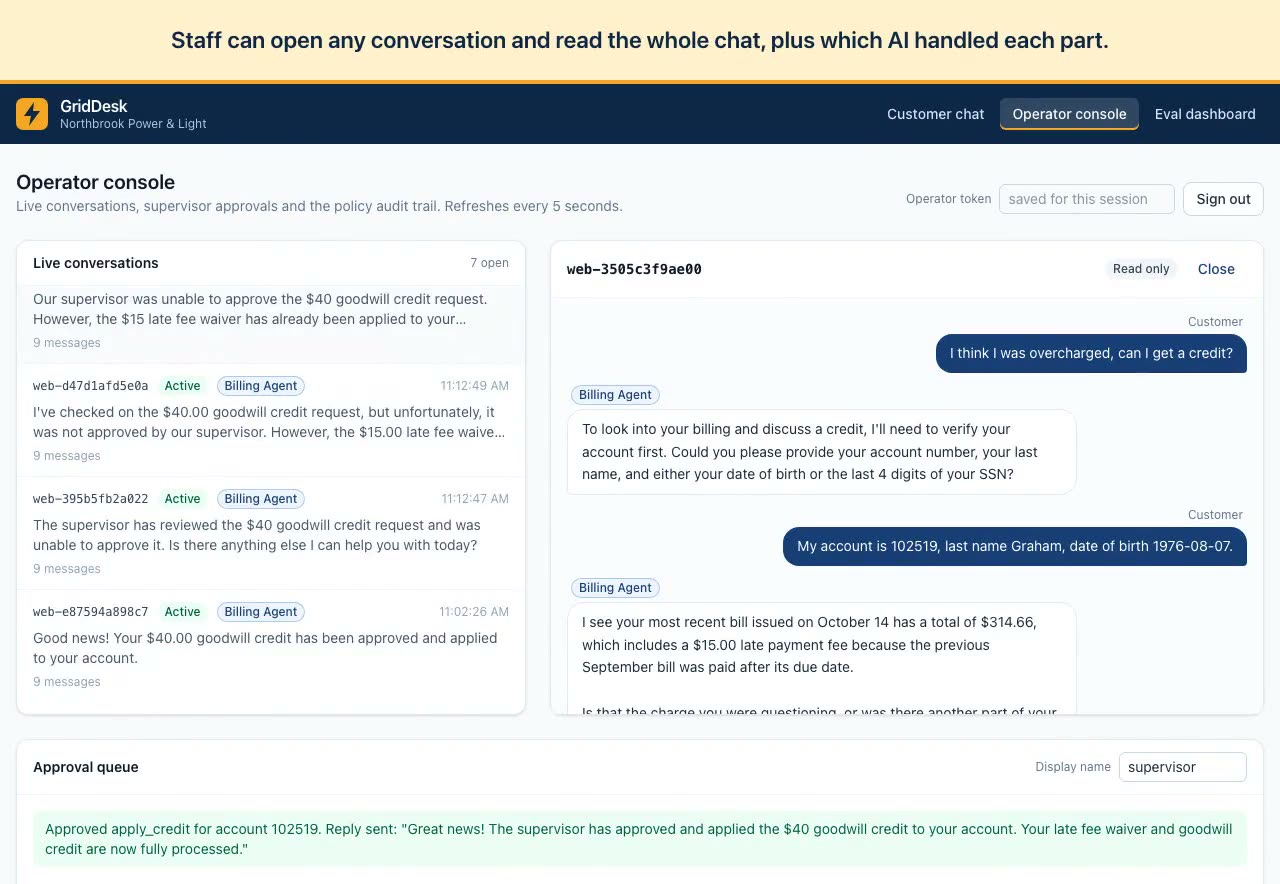 Staff can open any conversation and read the whole chat, plus which AI handled each part.
GridDesk
Northbrook Power & Light
Customer chat
Operator console
Eval dashboard
Operator console
Live conversations, supervisor approvals and the policy audit trail. Refreshes every 5 seconds.
Operator token
saved for this session
Sign out
Live conversations
7 open
Our supervisor was unable to approve the $40 goodwill credit request.
However, the $15 late fee waiver has already been applied to your...
9 messages
web-d47d1afd5e0a Active Billing Agent 11:12:49 AM
I've checked on the $40.00 goodwill credit request, but unfortunately, it
was not approved by our supervisor. However, the $15.00 late fee waive...
9 messages
web-395b5fb2a022 Active Billing Agent 11:12:47 AM
The supervisor has reviewed the $40 goodwill credit request and was
unable to approve it. Is there anything else I can help you with today?
9 messages
web-e87594a898c7 Active Billing Agent 11:02:26 AM
Good news! Your $40.00 goodwill credit has been approved and applied
to your account.
9 messages
web-3505c3f9ae00
Read only
Close
Customer
I think I was overcharged, can I get a credit?
Billing Agent
To look into your billing and discuss a credit, I'll need to verify your
account first. Could you please provide your account number, your last
name, and either your date of birth or the last 4 digits of your SSN?
Customer
My account is 102519, last name Graham, date of birth 1976-08-07.
Billing Agent
I see your most recent bill issued on October 14 has a total of $314.66,
which includes a $15.00 late payment fee because the previous
September bill was paid after its due date.
Is that the charge you were questioning, or was there another part of your
Approval queue
Display name
supervisor
Approved apply_credit for account 102519. Reply sent: "Great news! The supervisor has approved and applied the $40 goodwill credit to your account. Your late fee waiver and goodwill
credit are now fully processed."